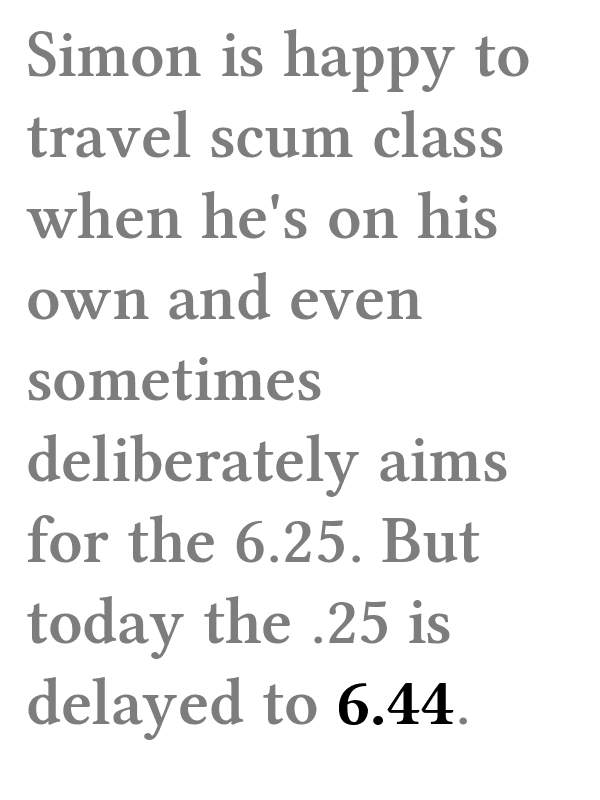 Simon is happy to
travel scum class
when he's on his
own and even
sometimes
deliberately aims
for the 6.25. But
today the .25 is
delayed to 6.44.